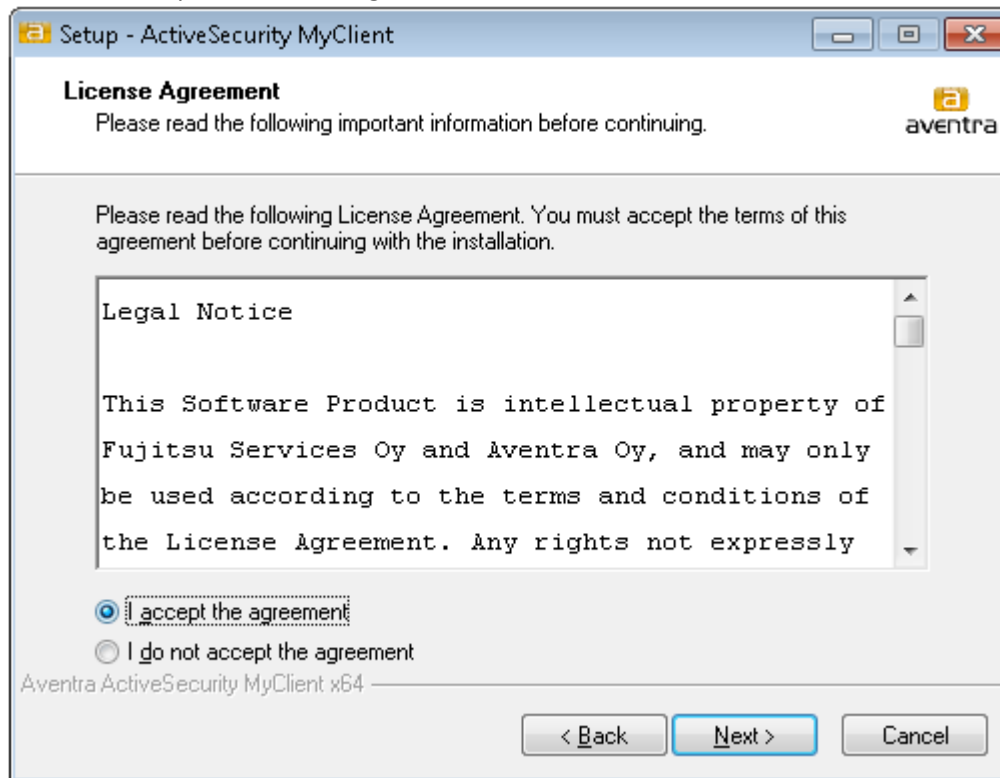 Setup - ActiveSecurity MyClient
License Agreement
Please read the following important information before continuing.
a
aventra
Please read the following License Agreement. You must accept the terms of this
agreement before continuing with the installation.
Legal Notice
This Software Product is intellectual property of
Fujitsu Services Oy and Aventra Oy, and may only
be used according to the terms and conditions of
the License Agreement. Any rights not expressly
I accept the agreement
I do not accept the agreement
Aventra ActiveSecurity MyClient x64
< Back Next > Cancel